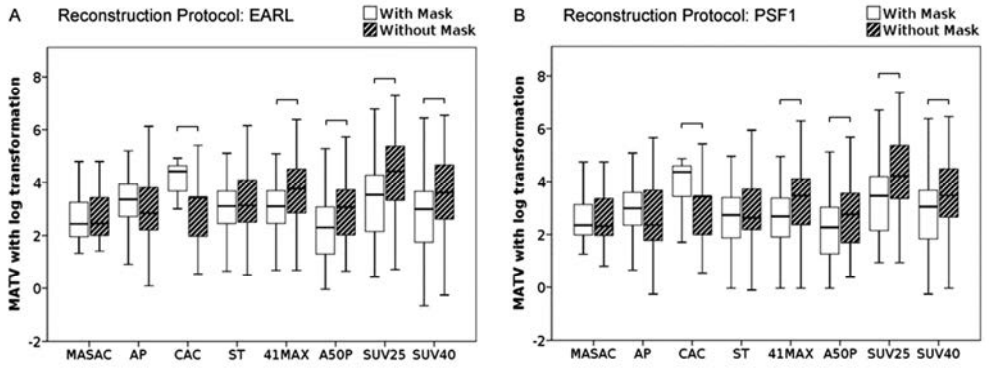 A Reconstruction Protocol: EARL
With Mask
Without Mask
MATV with log transformation
8
6
4
2
0
-2
MASAC AP CAC ST 41MAX A50P SUV25 SUV40
B Reconstruction Protocol: PSF1
With Mask
Without Mask
MATV with log transformation
8
6
4
2
0
-2
MASAC AP CAC ST 41MAX A50P SUV25 SUV40